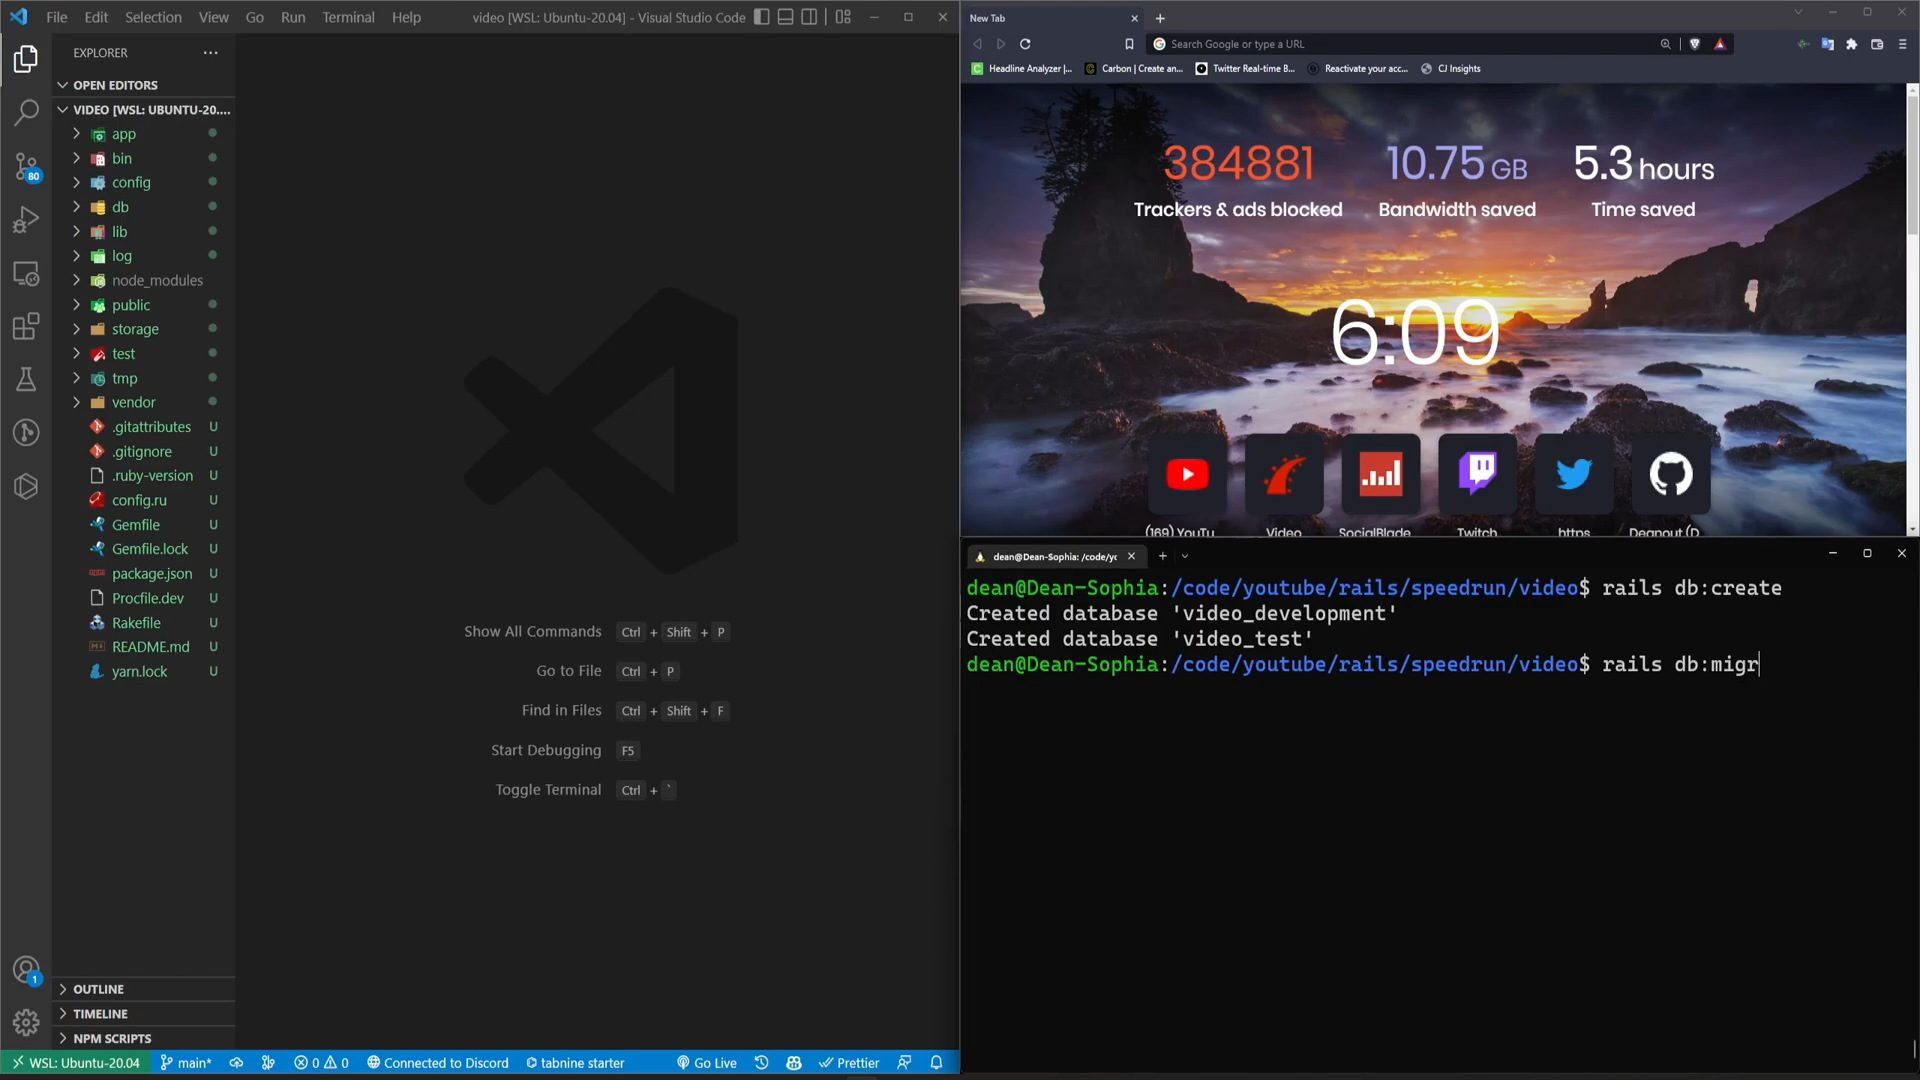 File Edit Selection View Go Run Terminal Help
video [WSL: Ubuntu-20.04] - Visual Studio Code
EXPLORER
OPEN EDITORS
VIDEO [WSL: UBUNTU-20....
app
bin
config
db
lib
log
node_modules
public
storage
test
tmp
vendor
.gitattributes U
.gitignore U
.ruby-version U
config.ru U
Gemfile U
Gemfile.lock U
package.json U
Procfile.dev U
Rakefile U
README.md U
yarn.lock U
80
1
OUTLINE
TIMELINE
NPM SCRIPTS
Show All Commands Ctrl + Shift + P
Go to File Ctrl + P
Find in Files Ctrl + Shift + F
Start Debugging F5
Toggle Terminal Ctrl + `
WSL: Ubuntu-20.04 main* 0 0 Connected to Discord tabnine starter Go Live Prettier
New Tab
Search Google or type a URL
Headline Analyzer |... Carbon | Create an... Twitter Real-time B... Reactivate your acc... CJ Insights
384881 10.75 GB 5.3 hours
Trackers & ads blocked Bandwidth saved Time saved
6:09
(169) YouTu Video SocialBlade Twitch https Deanout (D
dean@Dean-Sophia: /code/yc
dean@Dean-Sophia:/code/youtube/rails/speedrun/video$ rails db:create
Created database 'video_development'
Created database 'video_test'
dean@Dean-Sophia:/code/youtube/rails/speedrun/video$ rails db:migr